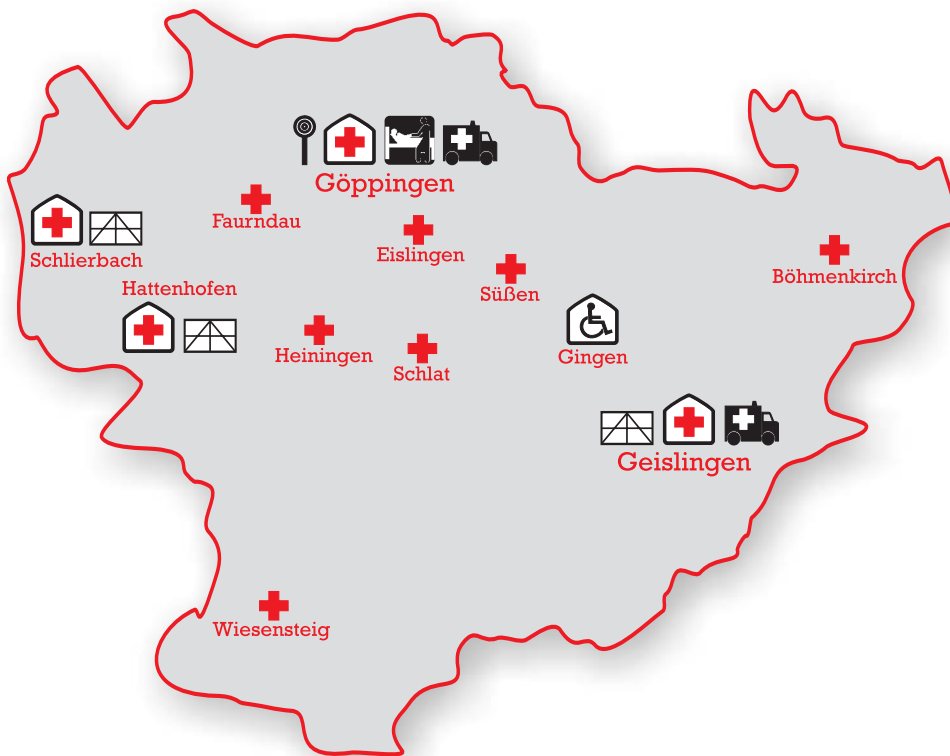 Göppingen
Faurndau
Eislingen
Schlierbach
Böhmenkirch
Hattenhofen
Süßen
Heiningen
Gingen
Schlat
Geislingen
Wiesensteig